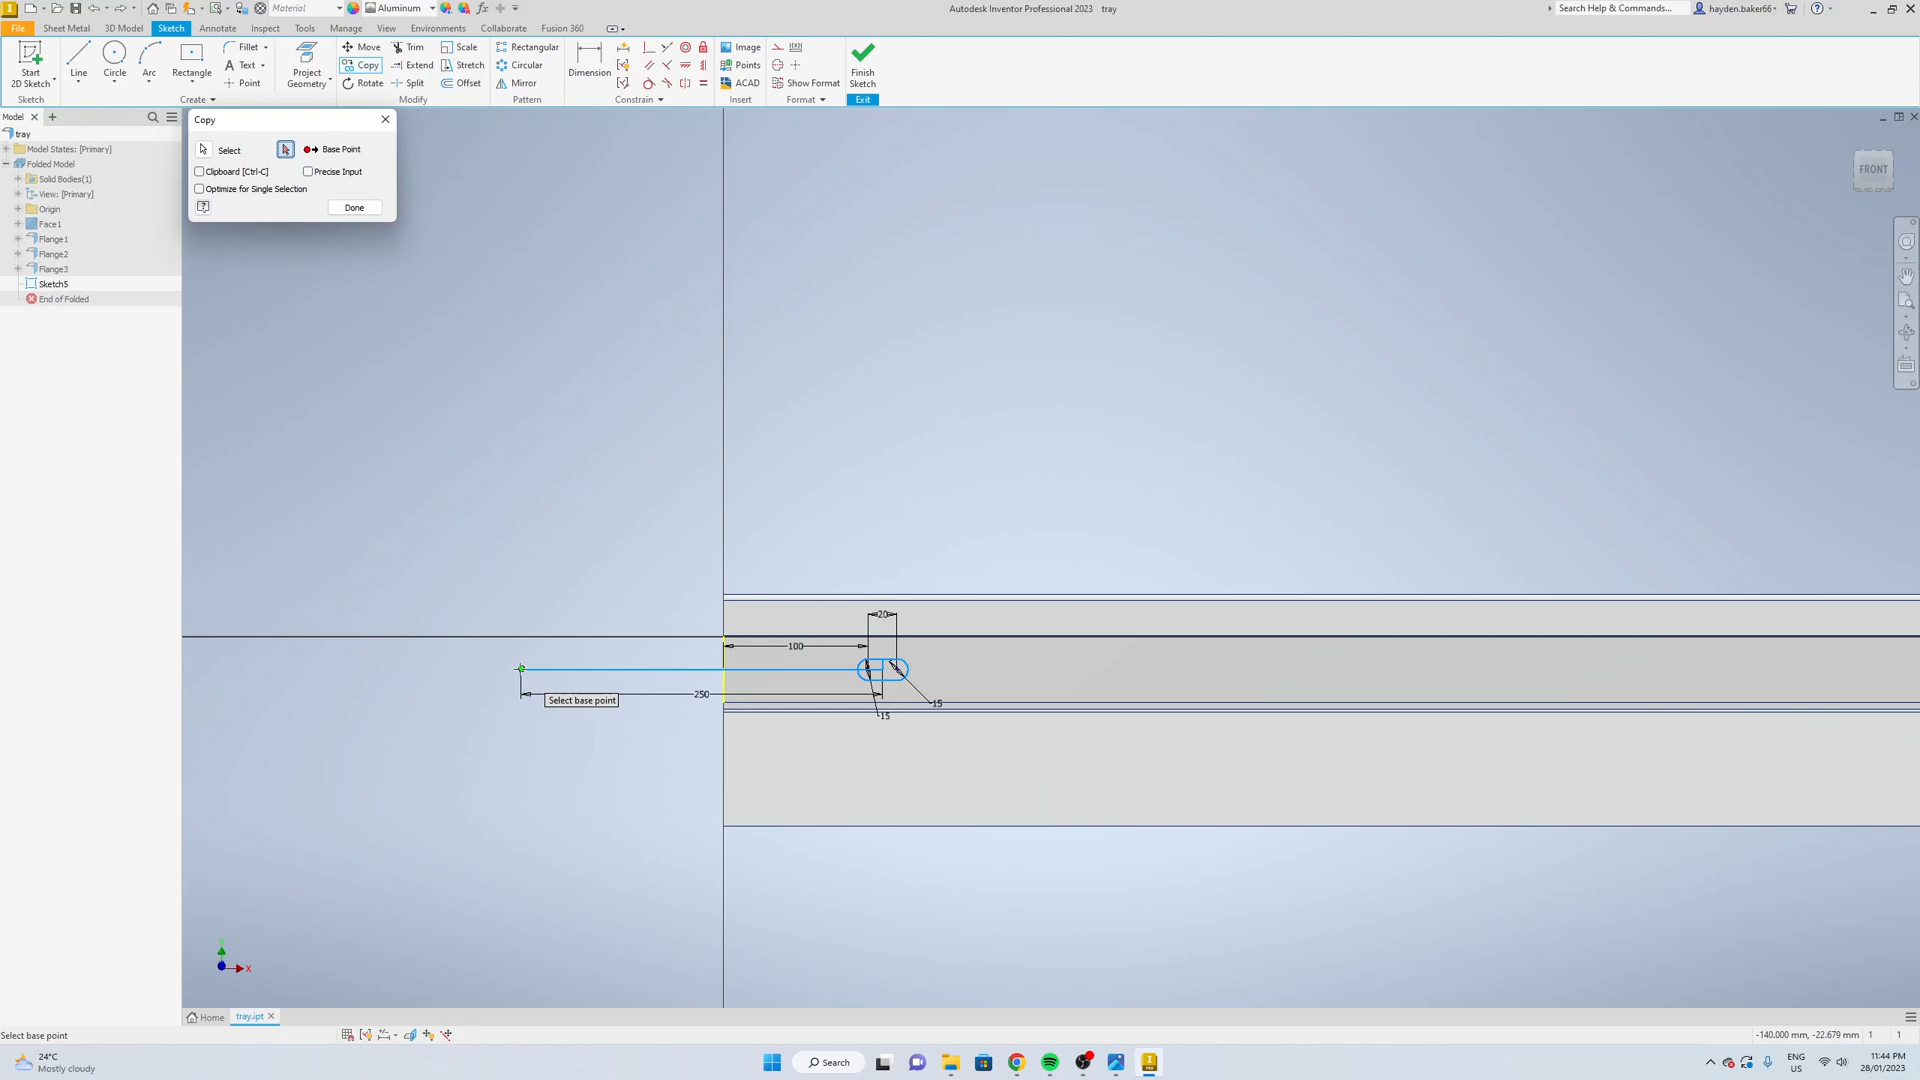 Material Aluminum Autodesk Inventor Professional 2023 tray Search Help & Commands... hayden.baker66
File Sheet Metal 3D Model Sketch Annotate Inspect Tools Manage View Environments Collaborate Fusion 360
Start
2D Sketch
Line
Circle
Arc
Rectangle
Fillet
Text
Point
Project
Geometry
Move
Copy
Rotate
Trim
Extend
Split
Scale
Stretch
Offset
Rectangular
Circular
Mirror
Dimension
Image
Points
ACAD
Show Format
Finish
Sketch
Sketch Create Modify Pattern Constrain Insert Format Exit
Model
tray
Model States: [Primary]
Folded Model
Solid Bodies(1)
View: [Primary]
Origin
Face1
Flange1
Flange2
Flange3
Sketch5
End of Folded
Copy
Select Base Point
Clipboard [Ctrl-C] Precise Input
Optimize for Single Selection
Done
FRONT
20
100
250
15
15
Select base point
X
Home tray.ipt
Select base point -140.000 mm, -22.679 mm 1 1
24°C
Mostly cloudy
Search
ENG
US
11:44 PM
28/01/2023